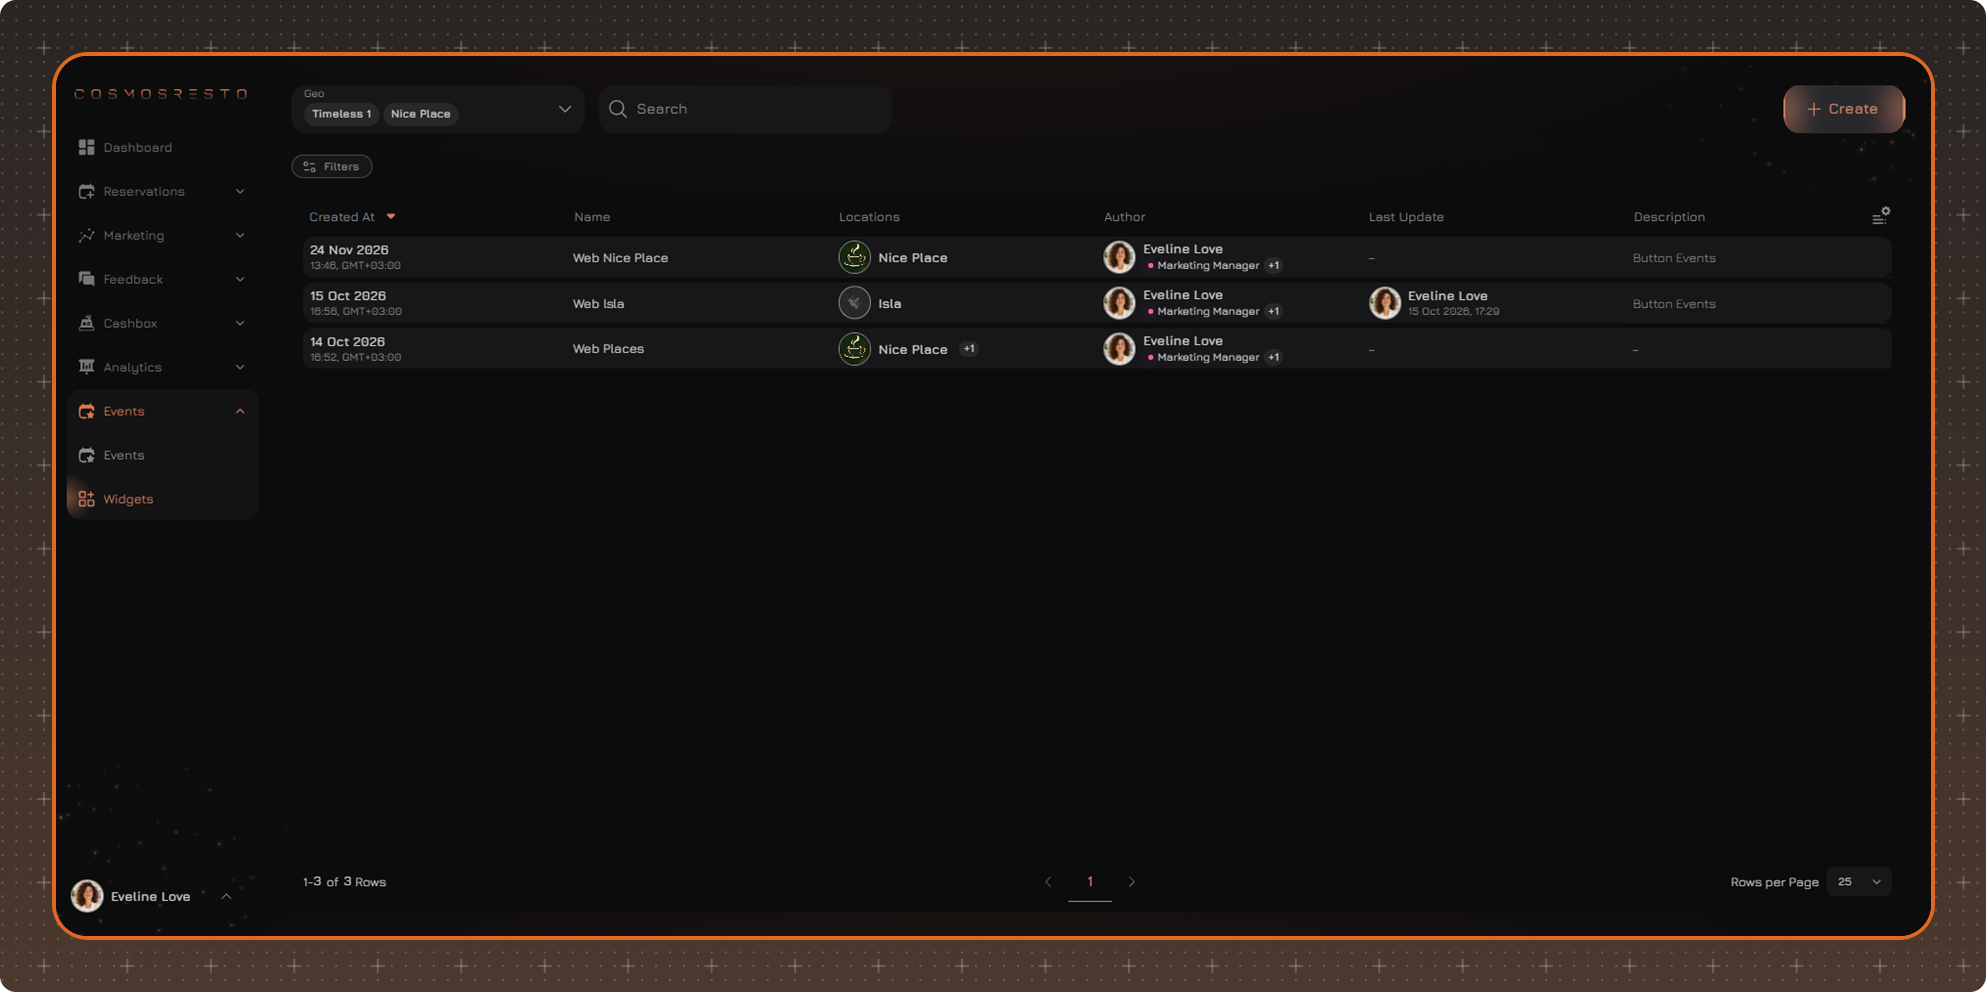 COSMOSRESTO
Dashboard
Reservations
Marketing
Feedback
Cashbox
Analytics
Events
Events
Widgets
Eveline Love
Geo
Timeless 1 Nice Place
Search
+ Create
Filters
Created At Name Locations Author Last Update Description
24 Nov 2026
13:46, GMT+03:00
Web Nice Place
Nice Place
Eveline Love
Marketing Manager +1
–
Button Events
15 Oct 2026
16:56, GMT+03:00
Web Isla
Isla
Eveline Love
Marketing Manager +1
Eveline Love
15 Oct 2026, 17:29
Button Events
14 Oct 2026
16:52, GMT+03:00
Web Places
Nice Place +1
Eveline Love
Marketing Manager +1
–
–
1-3 of 3 Rows
1
Rows per Page 25